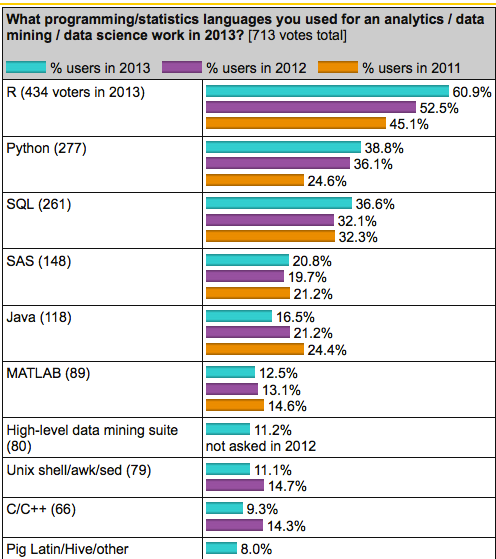 What programming/statistics languages you used for an analytics / data
mining / data science work in 2013? [713 votes total]
% users in 2013 % users in 2012 % users in 2011
R (434 voters in 2013)
60.9%
52.5%
45.1%
Python (277)
38.8%
36.1%
24.6%
SQL (261)
36.6%
32.1%
32.3%
SAS (148)
20.8%
19.7%
21.2%
Java (118)
16.5%
21.2%
24.4%
MATLAB (89)
12.5%
13.1%
14.6%
High-level data mining suite
(80)
11.2%
not asked in 2012
Unix shell/awk/sed (79)
11.1%
14.7%
C/C++ (66)
9.3%
14.3%
Pig Latin/Hive/other
8.0%